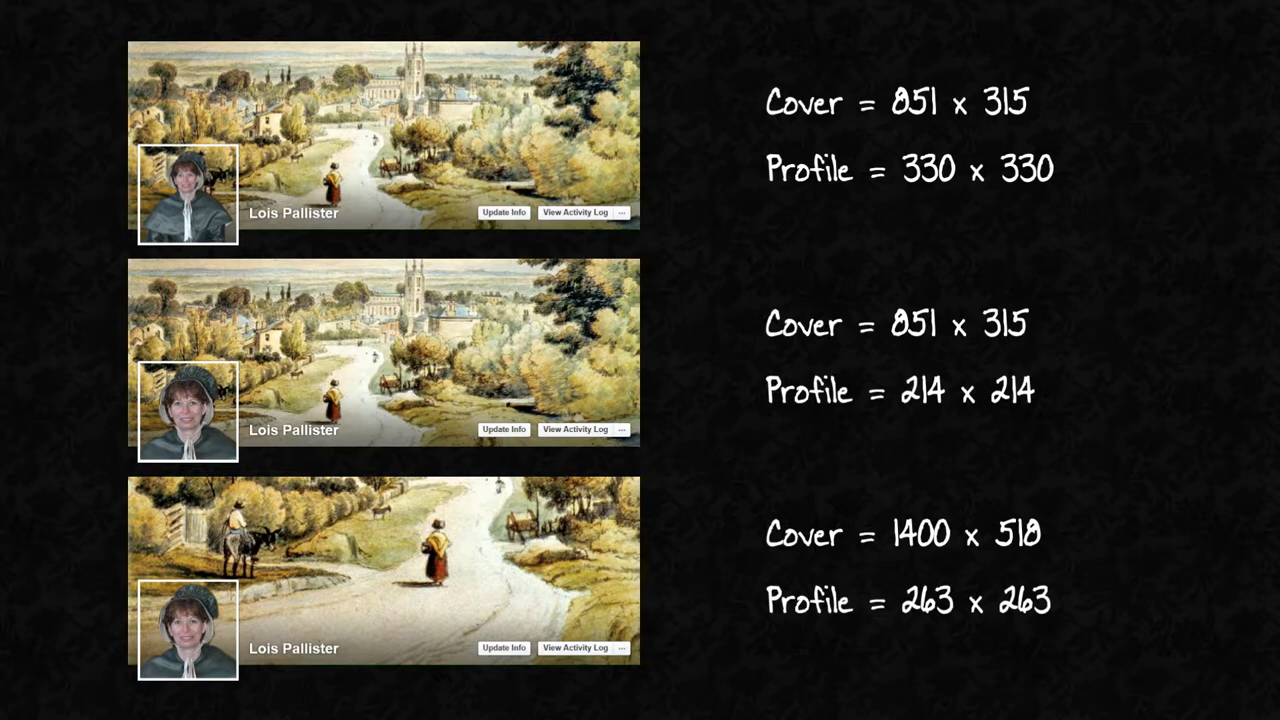 Lois Pallister
Update Info
View Activity Log ...
Cover = 851 x 315
Profile = 330 x 330
Lois Pallister
Update Info
View Activity Log ...
Cover = 851 x 315
Profile = 214 x 214
Lois Pallister
Update Info
View Activity Log ...
Cover = 1400 x 518
Profile = 263 x 263